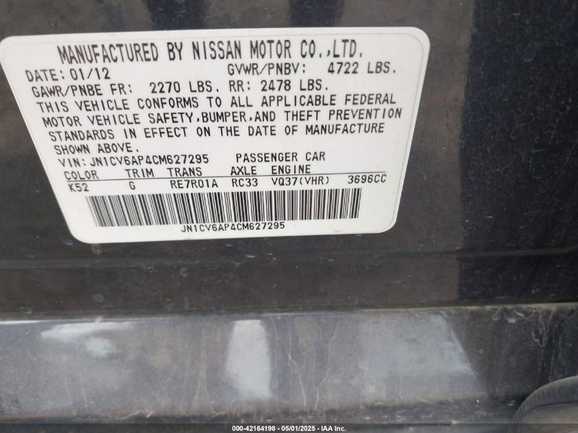 MANUFACTURED BY NISSAN MOTOR CO.,LTD.
DATE: 01/12 GVWR/PNBV: 4722 LBS.
GAWR/PNBE FR: 2270 LBS. RR: 2478 LBS.
THIS VEHICLE CONFORMS TO ALL APPLICABLE FEDERAL
MOTOR VEHICLE SAFETY,BUMPER,AND THEFT PREVENTION
STANDARDS IN EFFECT ON THE DATE OF MANUFACTURE
SHOWN ABOVE.
VIN: JN1CV6AP4CM627295 PASSENGER CAR
COLOR TRIM TRANS AXLE ENGINE
K52 G RE7R01A RC33 VQ37(VHR) 3696CC
JN1CV6AP4CM627295
000-42164198 - 05/01/2025 - IAA Inc.